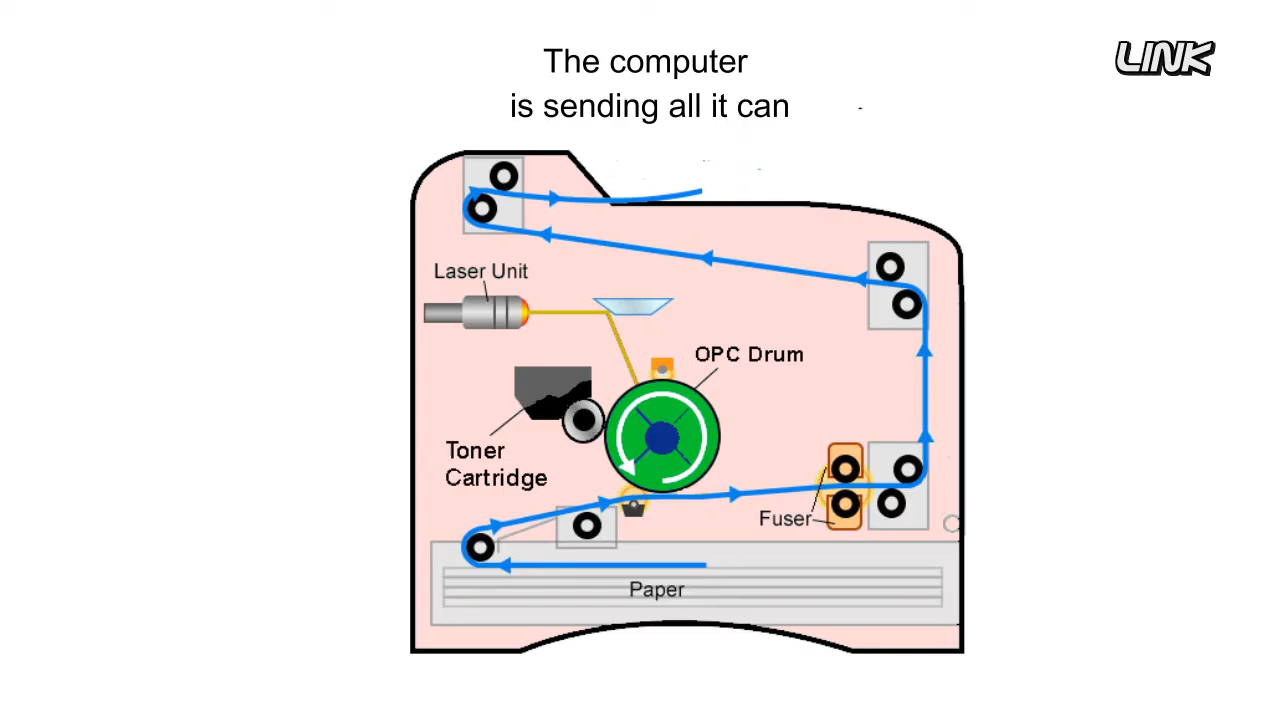 The computer
is sending all it can
LINK
Laser Unit
OPC Drum
Toner
Cartridge
Fuser
Paper